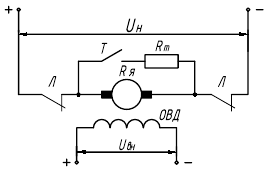 + −
Uн
Т Rт
Л Rя Л
ОВД
Uвн
+ −